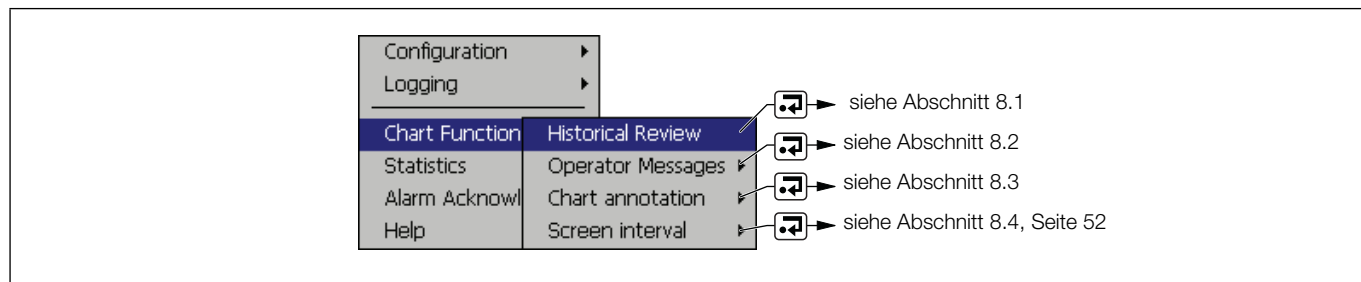 Configuration
Logging
Chart Function
Statistics
Alarm Acknowl
Help
Historical Review
Operator Messages
Chart annotation
Screen interval
siehe Abschnitt 8.1
siehe Abschnitt 8.2
siehe Abschnitt 8.3
siehe Abschnitt 8.4, Seite 52